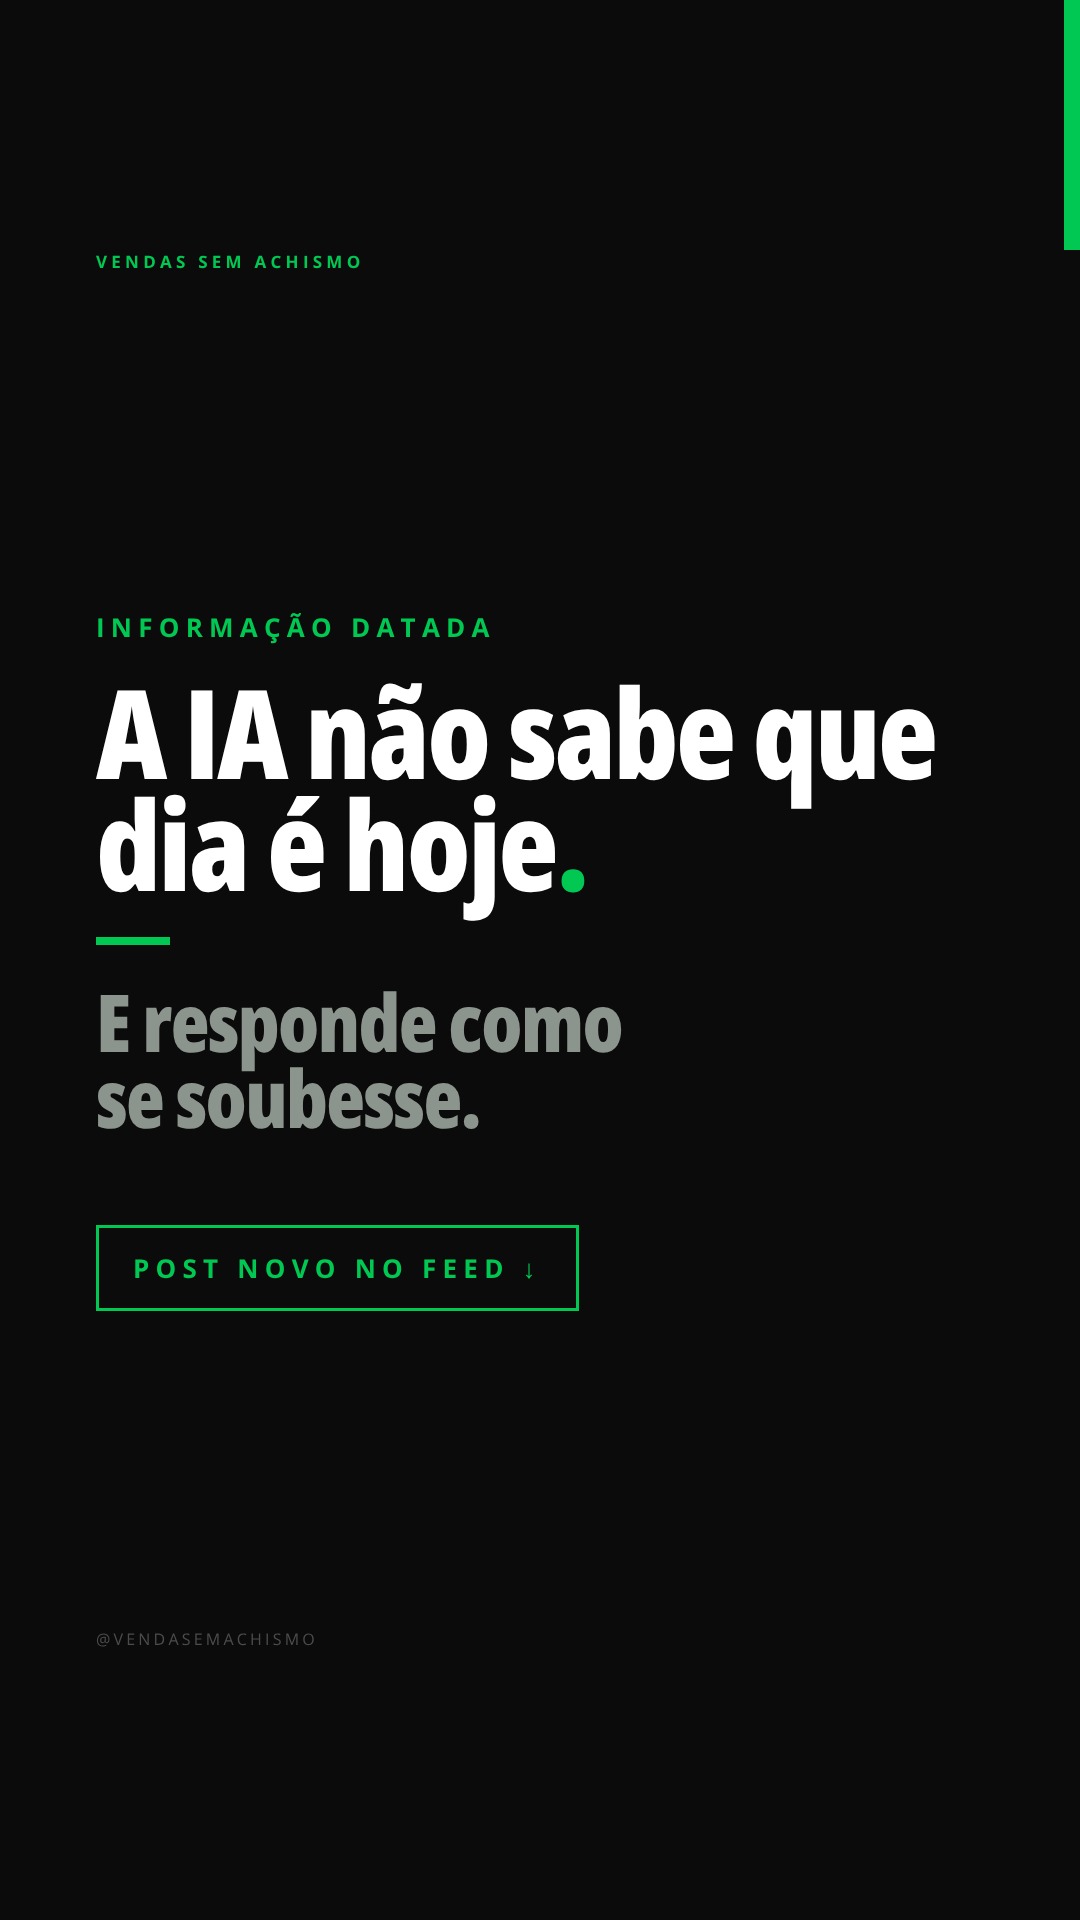 VENDAS SEM ACHISMO
INFORMAÇÃO DATADA
A IA não sabe que
dia é hoje.
E responde como
se soubesse.
POST NOVO NO FEED ↓
@VENDASEMACHISMO